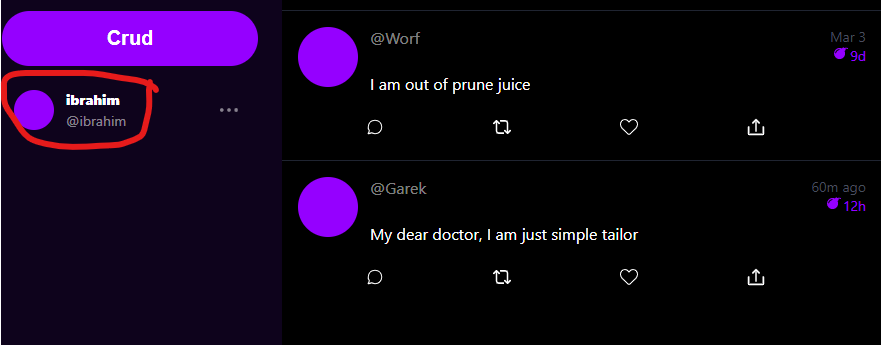 Crud
ibrahim
@ibrahim
@Worf
Mar 3
9d
I am out of prune juice
@Garek
60m ago
12h
My dear doctor, I am just simple tailor